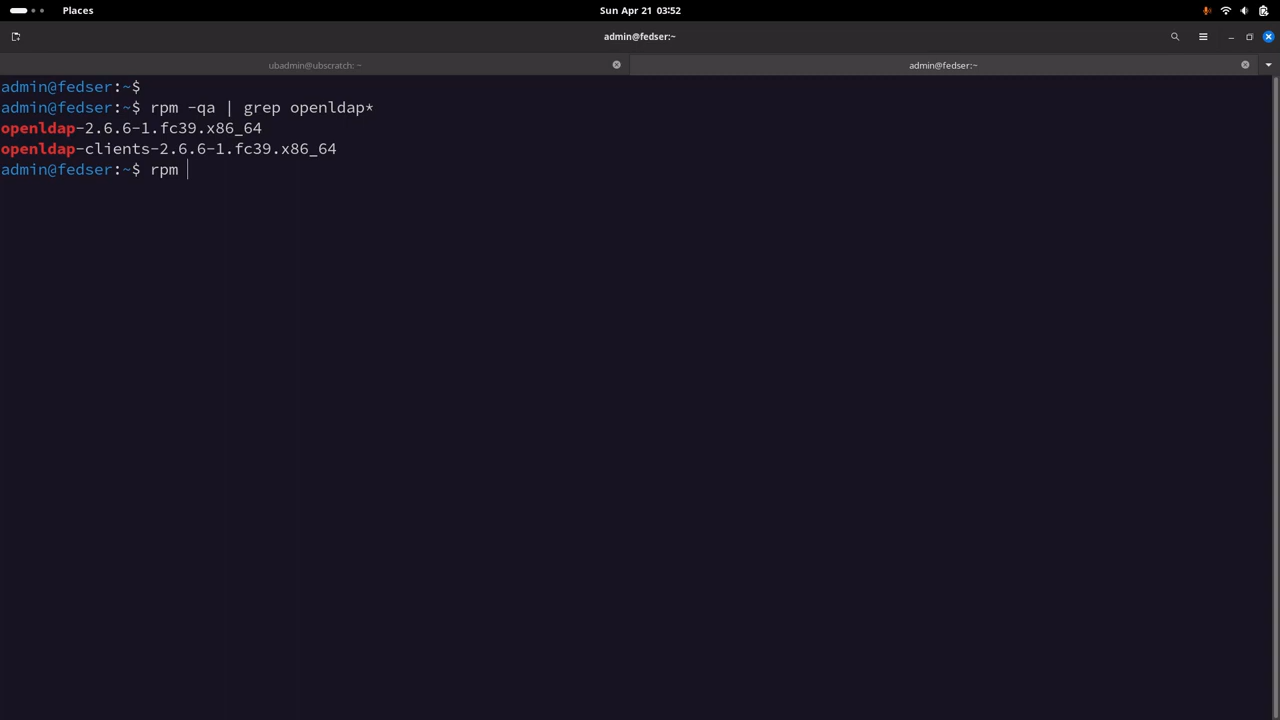 Places
Sun Apr 21 03:52
admin@fedser:~
ubadmin@ubscratch: ~
admin@fedser:~
admin@fedser:~$
admin@fedser:~$ rpm -qa | grep openldap*
openldap-2.6.6-1.fc39.x86_64
openldap-clients-2.6.6-1.fc39.x86_64
admin@fedser:~$ rpm